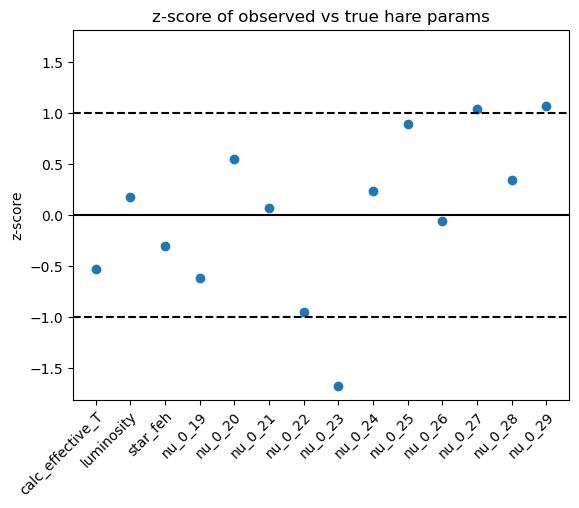 z-score of observed vs true hare params
z-score
1.5
1.0
0.5
0.0
−0.5
−1.0
−1.5
calc_effective_T
luminosity
star_feh
nu_0_19
nu_0_20
nu_0_21
nu_0_22
nu_0_23
nu_0_24
nu_0_25
nu_0_26
nu_0_27
nu_0_28
nu_0_29